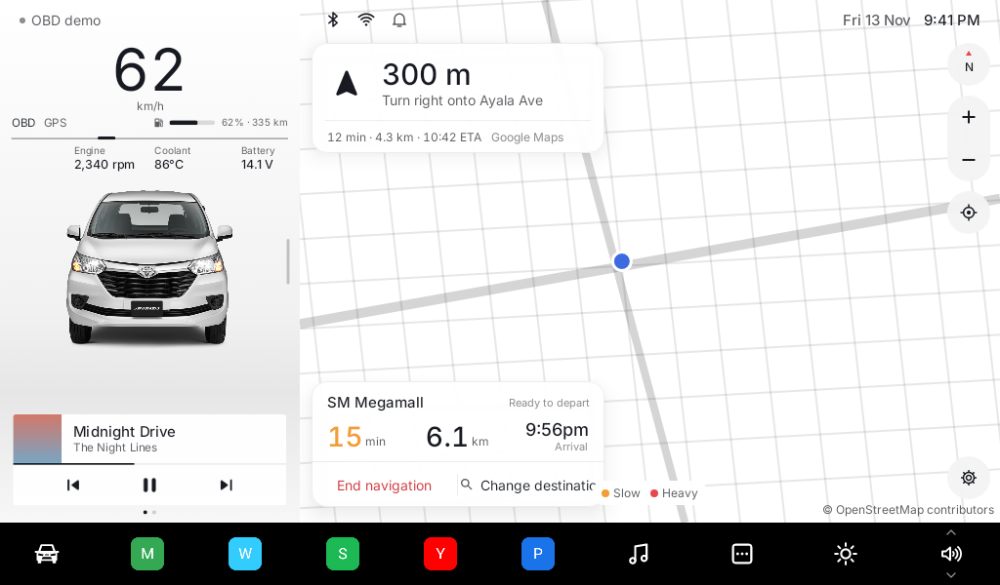 OBD demo
62
km/h
OBD GPS
62% · 335 km
Engine Coolant Battery
2,340 rpm 86°C 14.1 V
Midnight Drive
The Night Lines
Fri 13 Nov 9:41 PM
300 m
Turn right onto Ayala Ave
12 min · 4.3 km · 10:42 ETA Google Maps
N
SM Megamall Ready to depart
15 min 6.1 km 9:56pm
Arrival
End navigation Change destinatic
Slow Heavy
© OpenStreetMap contributors
M W S Y P